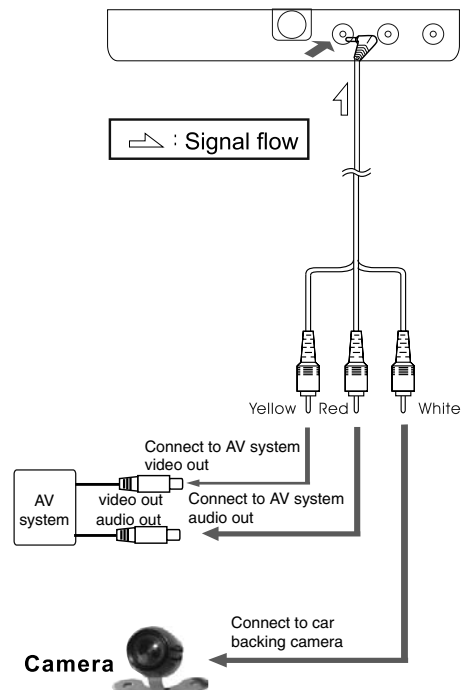 : Signal flow
Yellow
Red
White
Connect to AV system
video out
AV
system
video out
audio out
Connect to AV system
audio out
Connect to car
backing camera
Camera